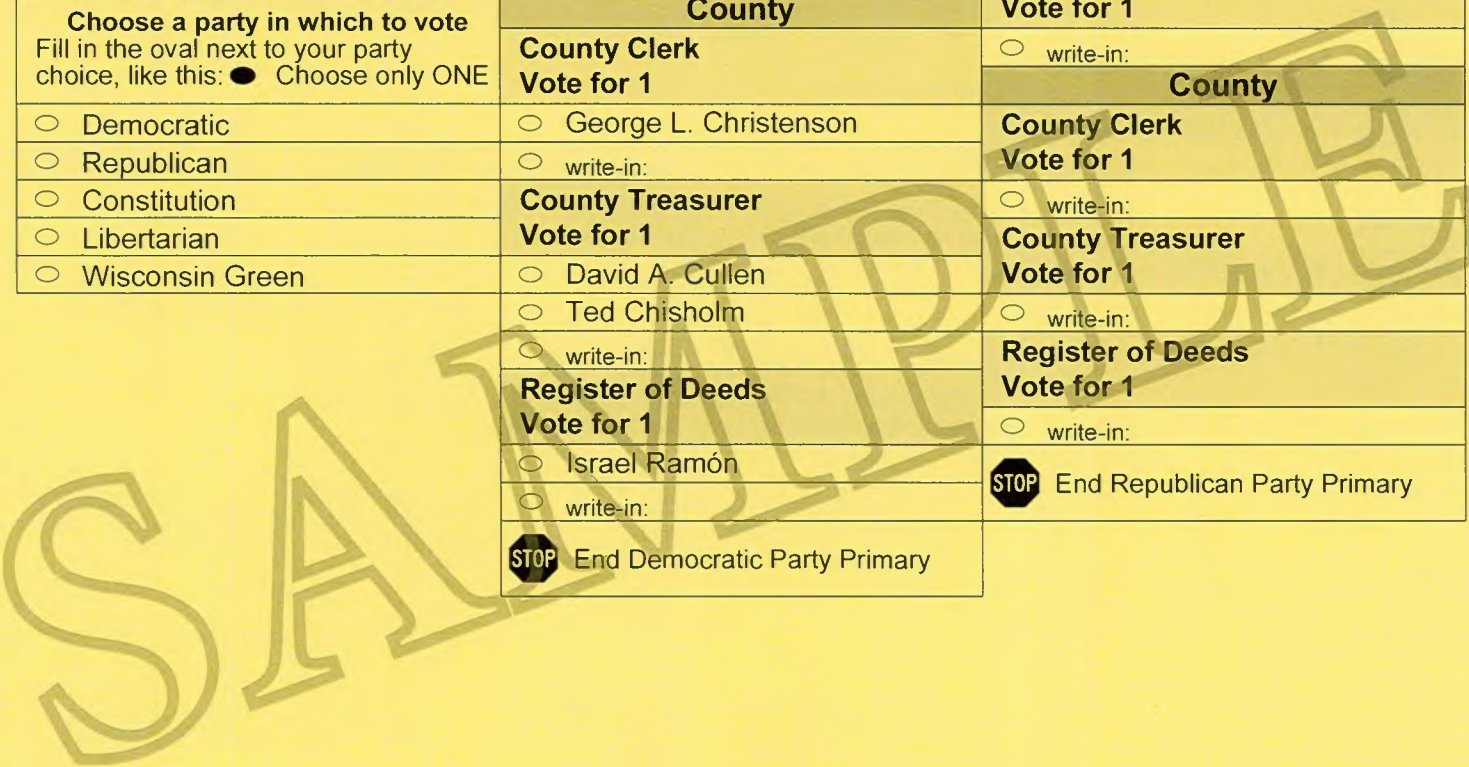 Choose a party in which to vote
Fill in the oval next to your party
choice, like this: Choose only ONE
Democratic
Republican
Constitution
Libertarian
Wisconsin Green
County
County Clerk
Vote for 1
George L. Christenson
write-in:
County Treasurer
Vote for 1
David A. Cullen
Ted Chisholm
write-in:
Register of Deeds
Vote for 1
Israel Ramón
write-in:
STOP End Democratic Party Primary
Vote for 1
write-in:
County
County Clerk
Vote for 1
write-in:
County Treasurer
Vote for 1
write-in:
Register of Deeds
Vote for 1
write-in:
STOP End Republican Party Primary
SAMPLE